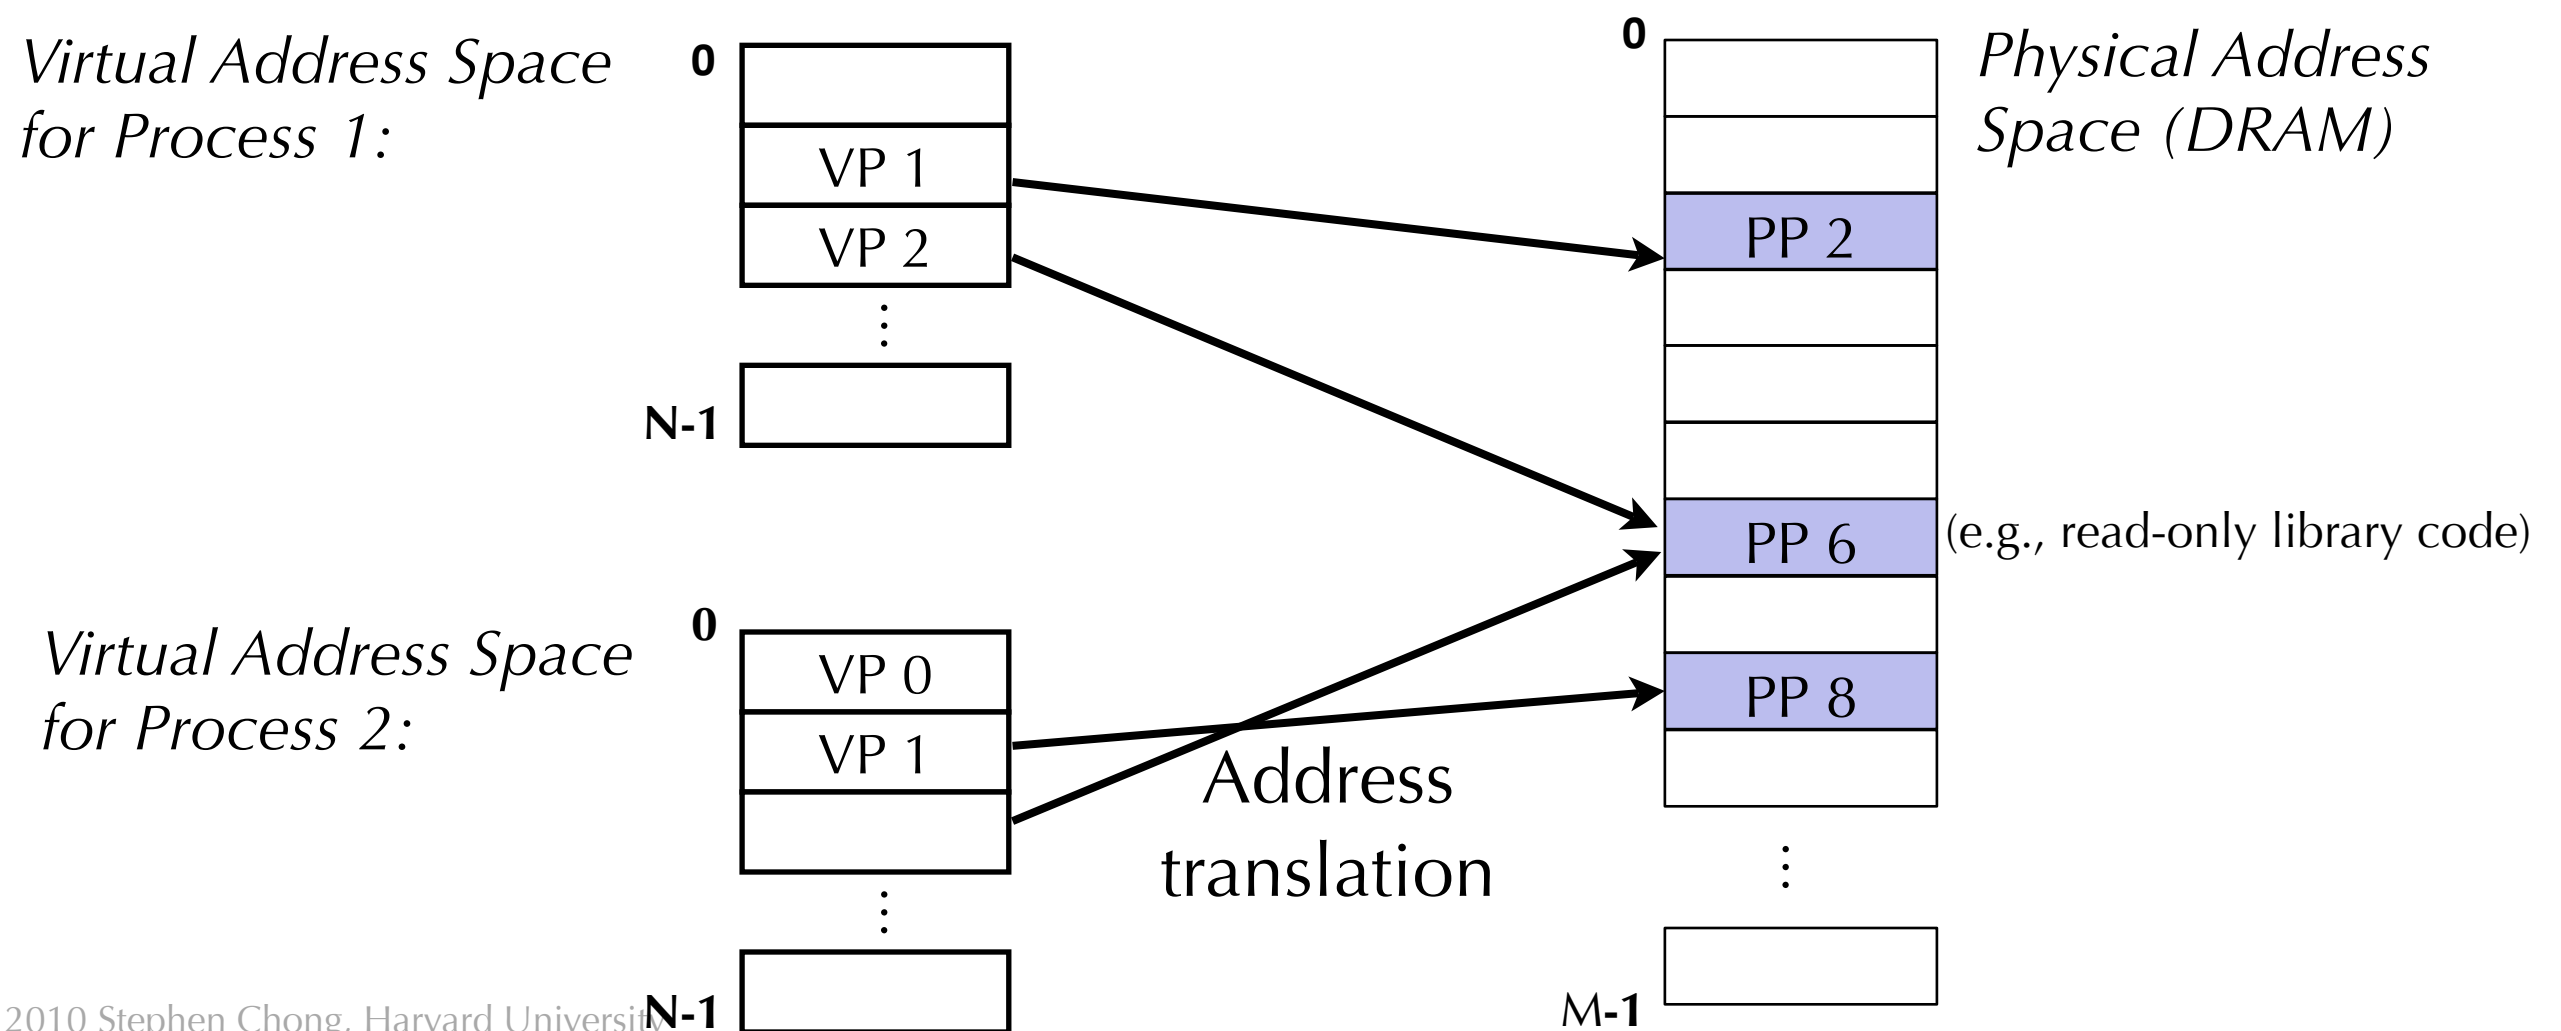 Virtual Address Space
for Process 1:
0
VP 1
VP 2
⋮
N-1
0
Physical Address
Space (DRAM)
PP 2
PP 6
(e.g., read-only library code)
PP 8
⋮
M-1
Virtual Address Space
for Process 2:
0
VP 0
VP 1
⋮
N-1
Address
translation
2010 Stephen Chong, Harvard University